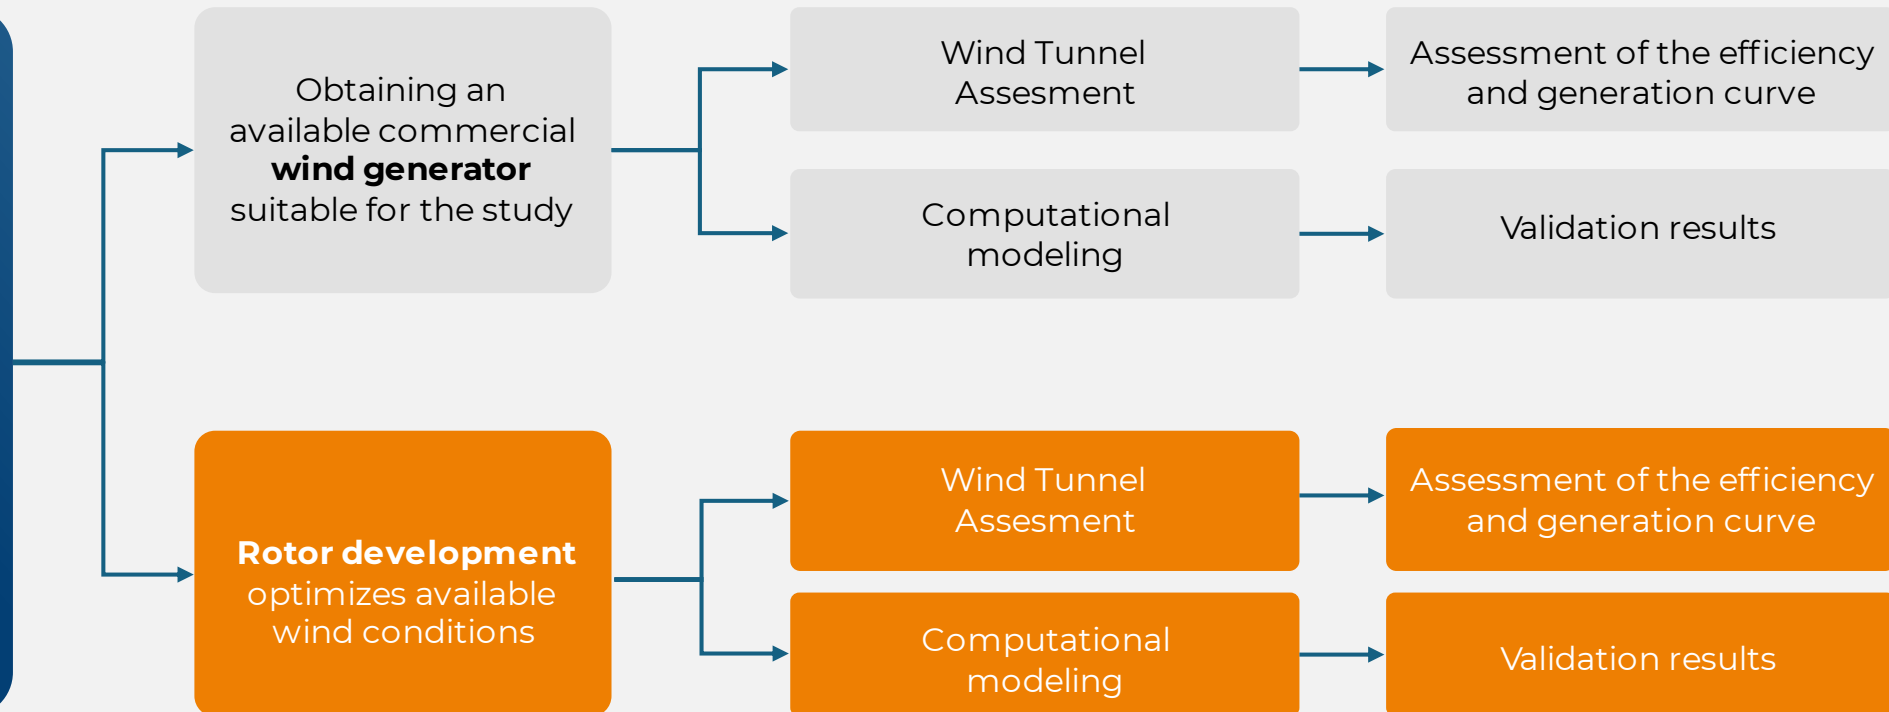 Obtaining an
available commercial
wind generator
suitable for the study
Wind Tunnel
Assesment
Assessment of the efficiency
and generation curve
Computational
modeling
Validation results
Rotor development
optimizes available
wind conditions
Wind Tunnel
Assesment
Assessment of the efficiency
and generation curve
Computational
modeling
Validation results